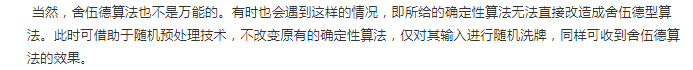 当然，舍伍德算法也不是万能的。有时也会遇到这样的情况，即所给的确定性算法无法直接改造成舍伍德型算
法。此时可借助于随机预处理技术，不改变原有的确定性算法，仅对其输入进行随机洗牌，同样可收到舍伍德算
法的效果。